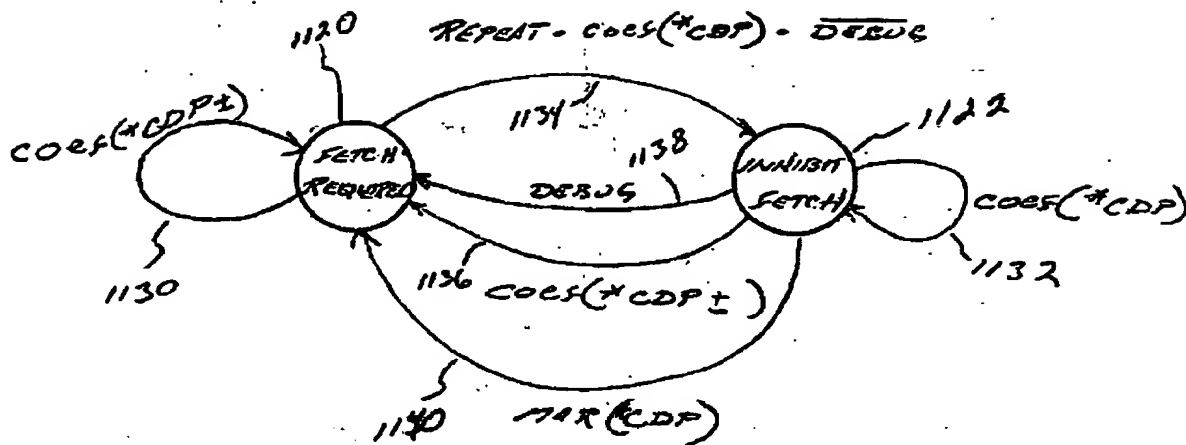 1120
REPEAT - coef(*CDP) - DEBUG
coef(*CDP±)
1134
1122
FETCH
REQUIRED
1138
INHIBIT
FETCH
DEBUG
coef(*CDP)
1130
1136
coef(*CDP±)
1132
1140
MAR(*CDP)